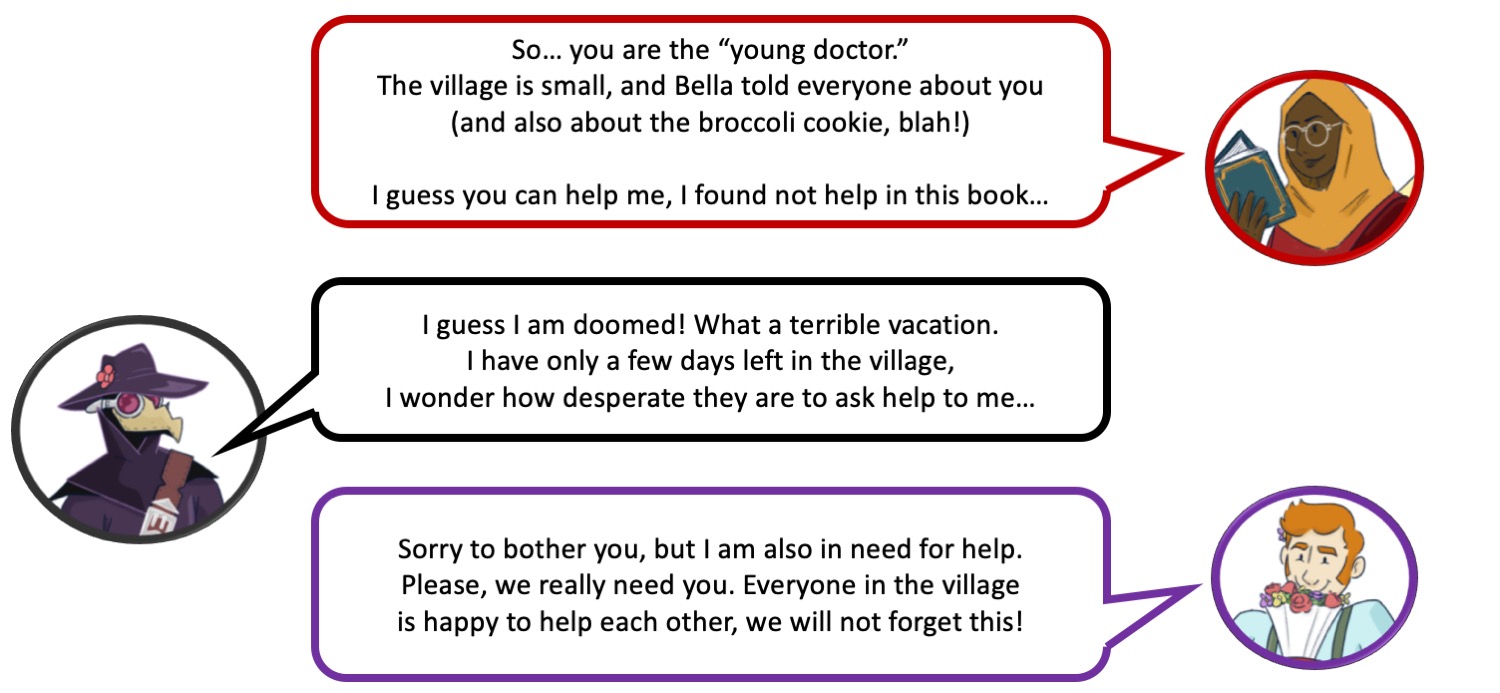 So… you are the “young doctor.”
The village is small, and Bella told everyone about you
(and also about the broccoli cookie, blah!)
I guess you can help me, I found not help in this book…
I guess I am doomed! What a terrible vacation.
I have only a few days left in the village,
I wonder how desperate they are to ask help to me…
Sorry to bother you, but I am also in need for help.
Please, we really need you. Everyone in the village
is happy to help each other, we will not forget this!